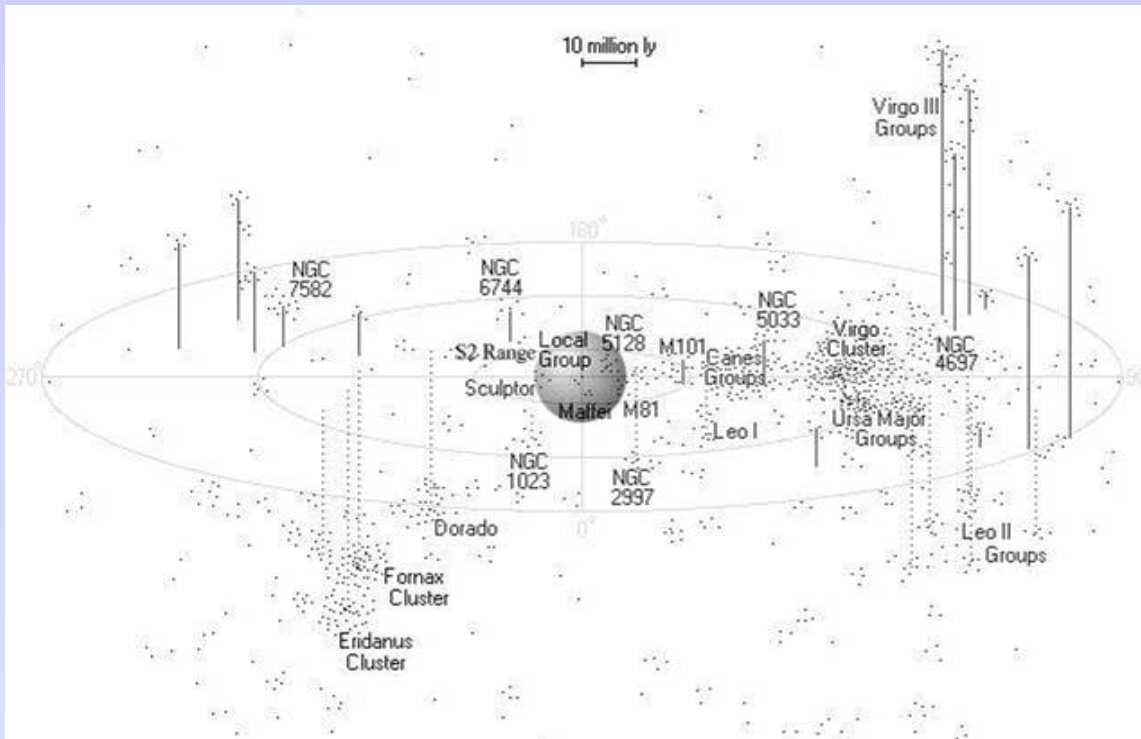 10 million ly
Virgo III
Groups
180°
NGC
7582
NGC
6744
NGC
5033
NGC
5128
Local
Group
M101
Virgo
Cluster
NGC
4697
S2 Range
Canes
Groups
270°
90
Sculptor
Maffei
M81
Ursa Major
Groups
Leo I
NGC
1023
NGC
2997
0°
Dorado
Leo II
Groups
Fornax
Cluster
Eridanus
Cluster